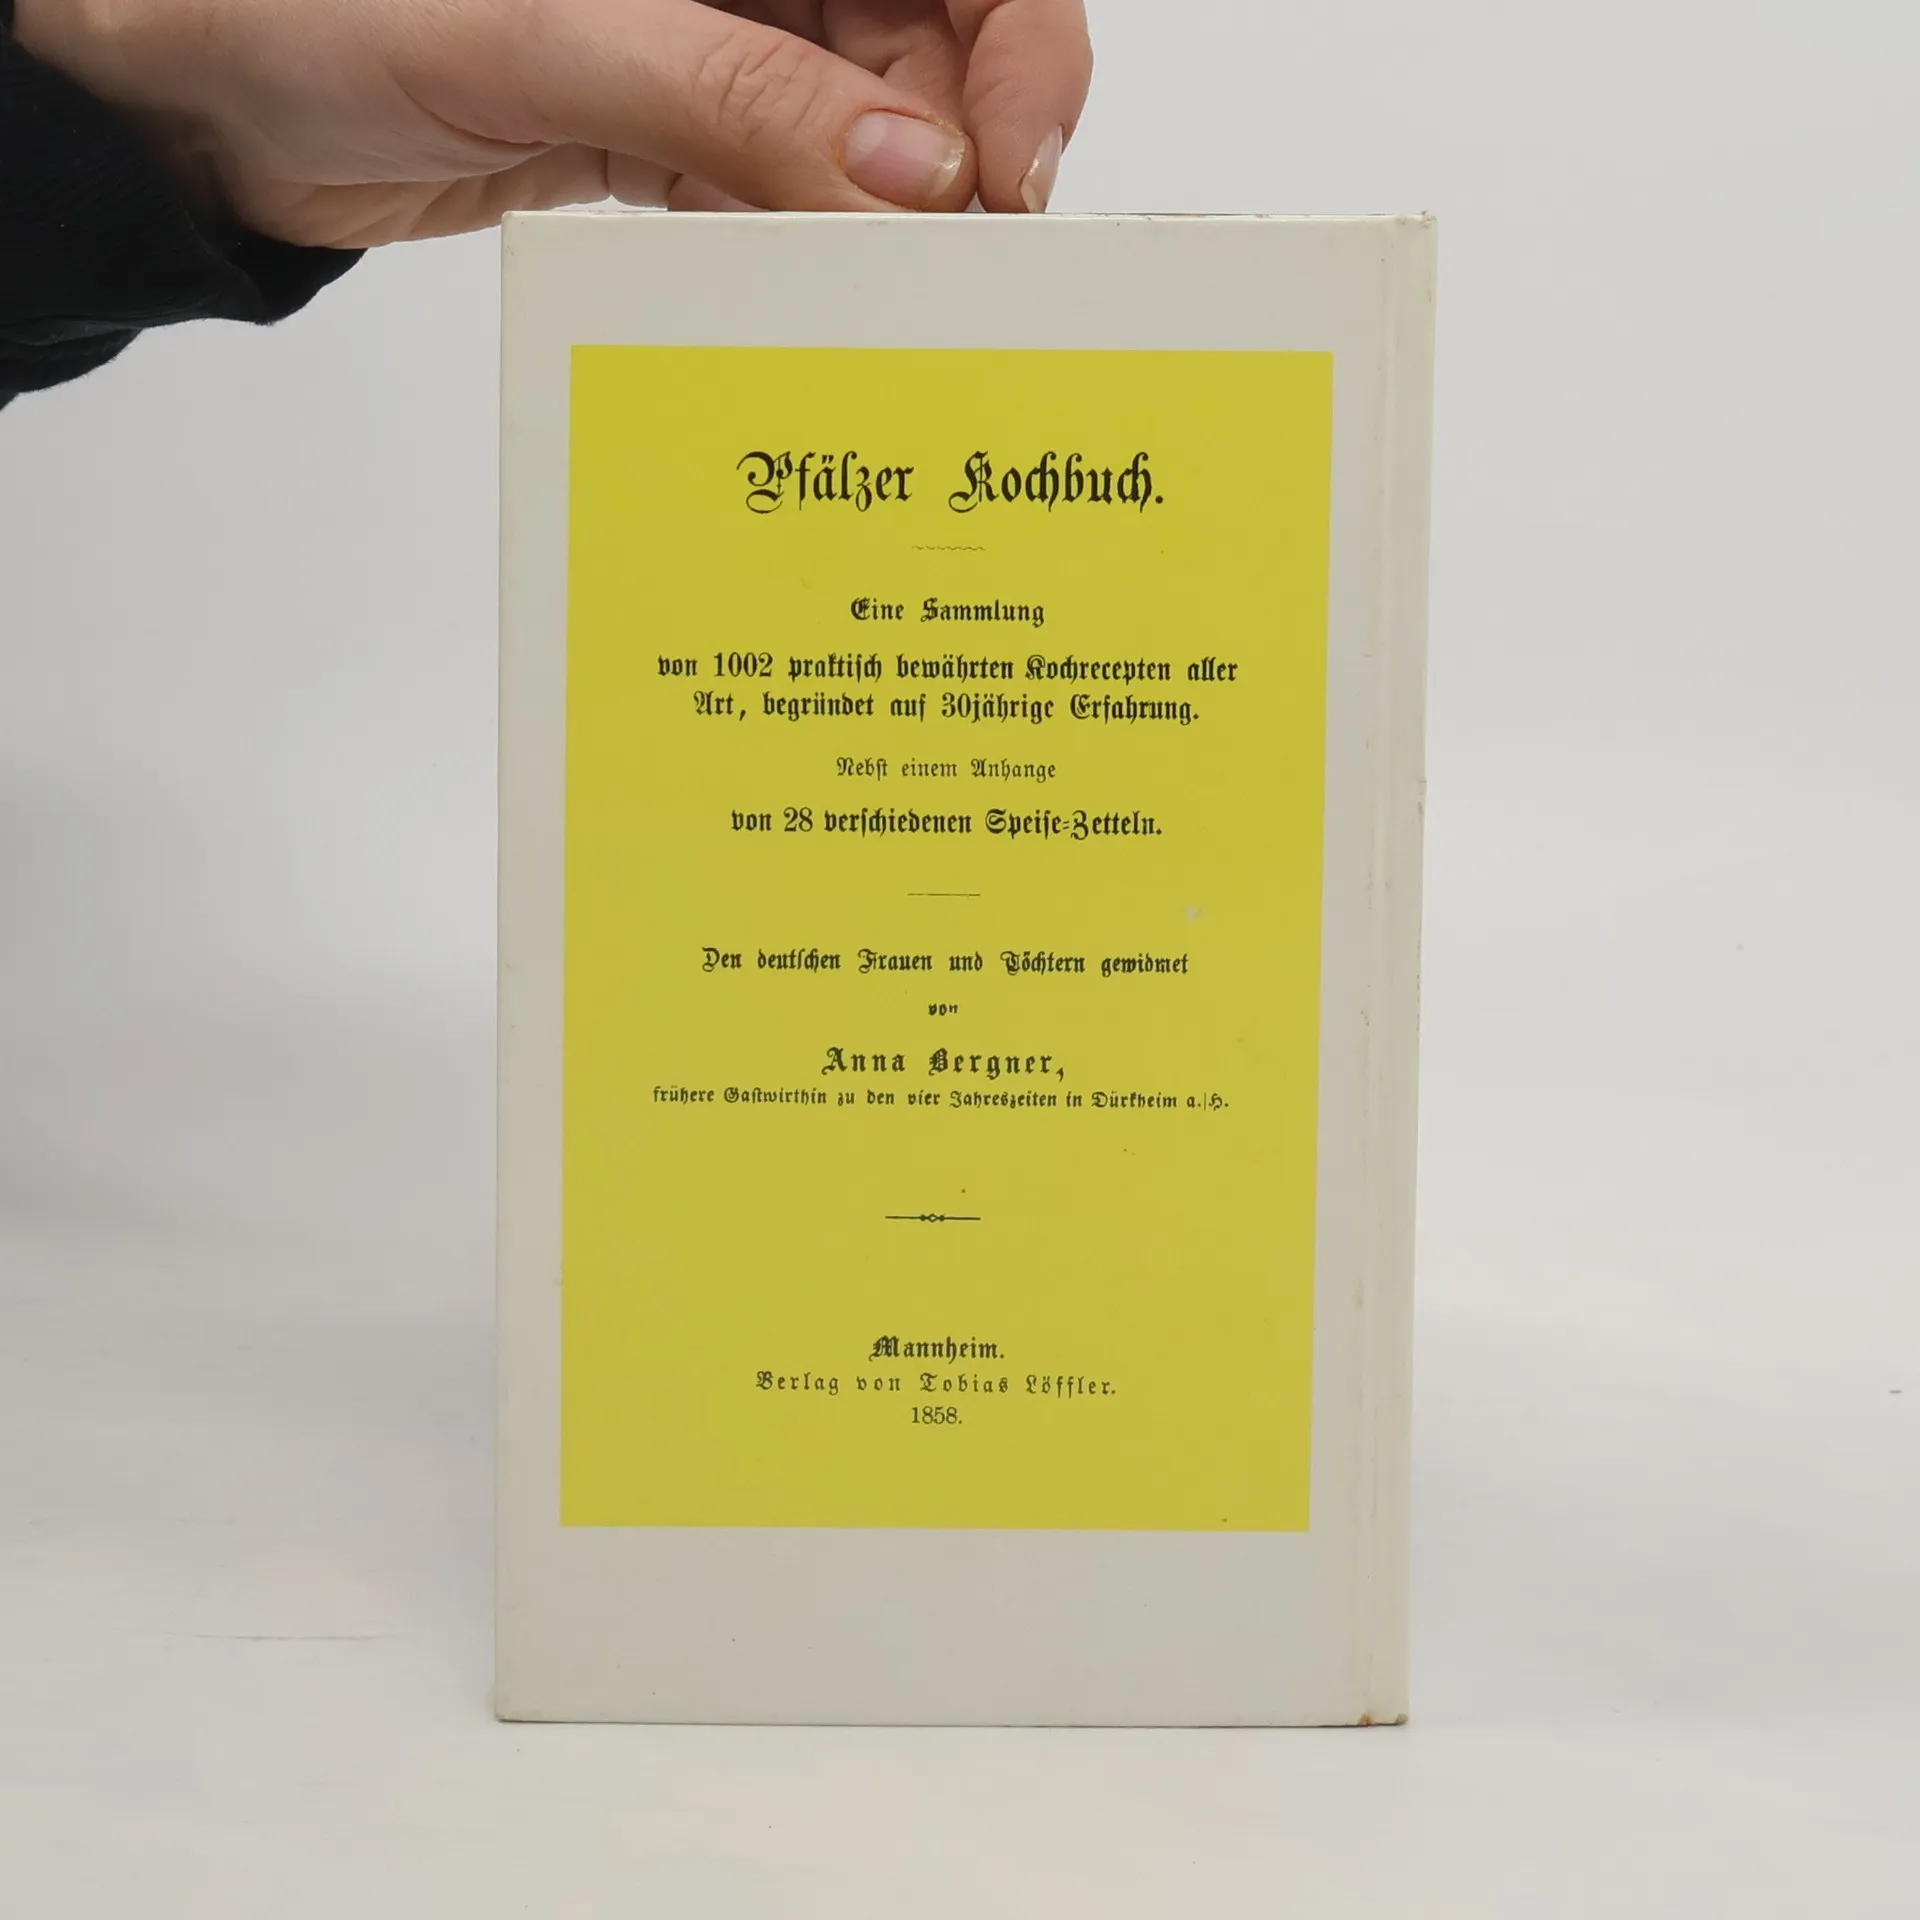 Pfälzer Kochbuch.
Eine Sammlung
von 1002 praktiſch bewährten Kochrecepten aller
Art, begründet auf 30jährige Erfahrung.
Nebſt einem Anhange
von 28 verſchiedenen Speiſe-Zetteln.
Den deutſchen Frauen und Töchtern gewidmet
von
Anna Bergner,
frühere Gaſtwirthin zu den vier Jahreszeiten in Dürkheim a./H.
Mannheim.
Verlag von Tobias Löffler.
1858.